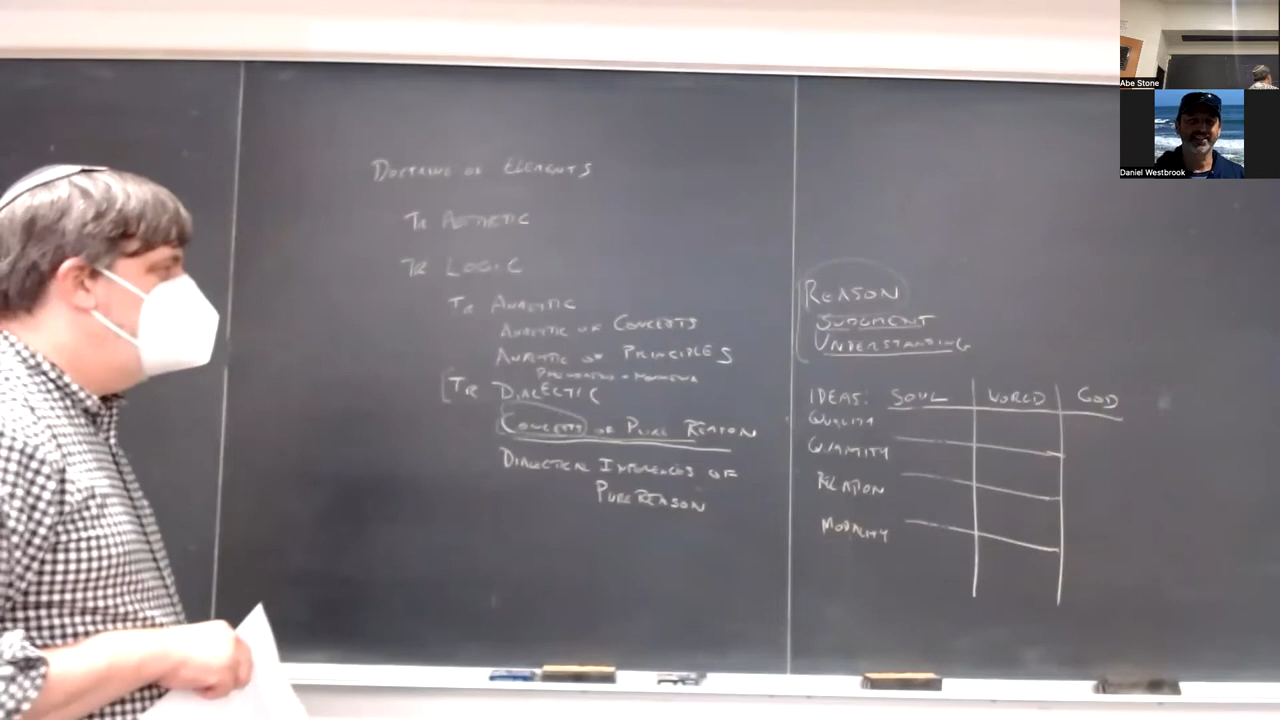 DOCTRINE OF ELEMENTS
TR AESTHETIC
TR LOGIC
TR ANALYTIC
ANALYTIC OF CONCEPTS
ANALYTIC OF PRINCIPLES
PHENOMENA + NOUMENA
TR DIALECTIC
CONCEPTS OF PURE REASON
DIALECTICAL INFERENCES OF
PURE REASON
REASON
JUDGMENT
UNDERSTANDING
IDEAS: SOUL WORLD GOD
QUALITY
QUANTITY
RELATION
MODALITY
Abe Stone
Daniel Westbrook